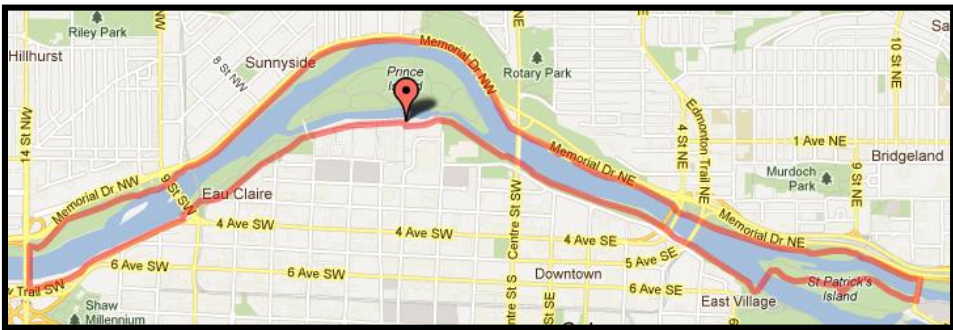 Riley Park
Hillhurst
14 St NW
8 St NW
Sunnyside
Memorial Dr NW
Prince
Rotary Park
10 St NE
Edmonton Trail NE
4 St NE
1 Ave NE
Bridgeland
Murdoch
Park
9 St NE
Memorial Dr NW
9 St SW
Eau Claire
Memorial Dr NE
Memorial Dr NE
4 Ave SW
4 Ave SW
4 Ave SE
5 Ave SE
Centre St SW
Centre St S
6 Ave SW
6 Ave SW
6 Ave SE
Downtown
East Village
St Patrick's
Island
Trail SW
Shaw
Millennium